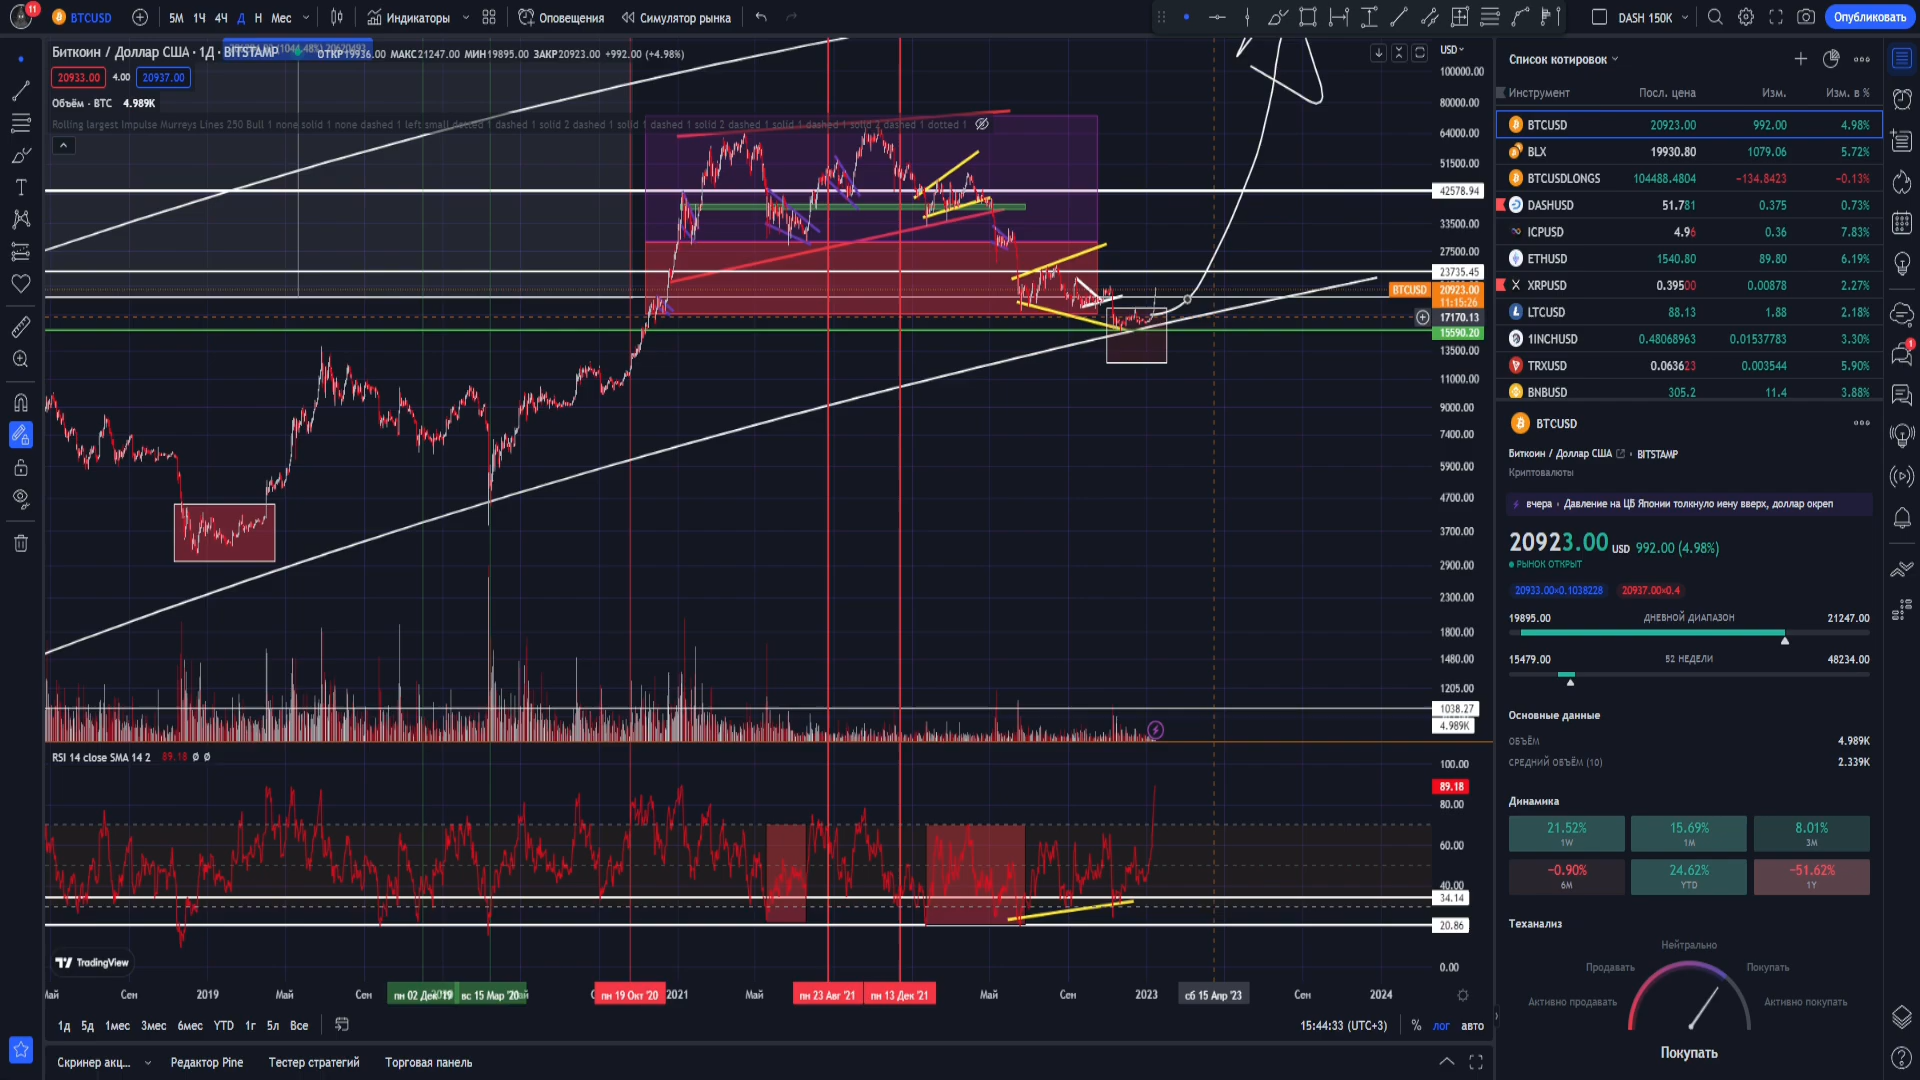 11
BTCUSD
5М 1Ч 4Ч Д Н Мес
Индикаторы
Оповещения
Симулятор рынка
DASH 150K
Опубликовать
Биткоин / Доллар США · 1Д · BITSTAMP
ОТКР19936.00 МАКС21247.00 МИН19895.00 ЗАКР20923.00 +992.00 (+4.98%)
20933.00 4.00 20937.00
Объём · BTC 4.989K
Rolling largest Impulse Murreys Lines 250 Bull 1 none solid 1 none dashed 1 left small dotted 1 dashed 1 solid 2 dashed 1 solid 1 dashed 1 solid 2 dashed 1 solid 1 dashed 1 solid 2 dashed 1 dotted 1
USD
100000.00
80000.00
64000.00
51500.00
42578.94
33500.00
27500.00
23735.45
BTCUSD 20923.00
11:15:26
17170.13
15590.20
13500.00
11000.00
9000.00
7400.00
5900.00
4700.00
3700.00
2900.00
2300.00
1800.00
1480.00
1205.00
1038.27
4.989K
RSI 14 close SMA 14 2 89.18 Ø Ø
100.00
89.18
80.00
60.00
40.00
34.14
20.86
0.00
TradingView
Май Сен 2019 Май Сен пн 02 Дек '19 вс 15 Мар '20 пн 19 Окт '20 2021 Май пн 23 Авг '21 пн 13 Дек '21 Май Сен 2023 сб 15 Апр '23 Сен 2024
1д 5д 1мес 3мес 6мес YTD 1г 5л Все
15:44:33 (UTC+3) % лог авто
Скринер акц... Редактор Pine Тестер стратегий Торговая панель
Список котировок
Инструмент Посл. цена Изм. Изм. в %
BTCUSD 20923.00 992.00 4.98%
BLX 19930.80 1079.06 5.72%
BTCUSDLONGS 104488.4804 −134.8423 −0.13%
DASHUSD 51.781 0.375 0.73%
ICPUSD 4.96 0.36 7.83%
ETHUSD 1540.80 89.80 6.19%
XRPUSD 0.39500 0.00878 2.27%
LTCUSD 88.13 1.88 2.18%
1INCHUSD 0.48068963 0.01537783 3.30%
TRXUSD 0.063623 0.003544 5.90%
BNBUSD 305.2 11.4 3.88%
BTCUSD
Биткоин / Доллар США · BITSTAMP
Криптовалюты
вчера · Давление на ЦБ Японии толкнуло иену вверх, доллар окреп
20923.00 USD 992.00 (4.98%)
РЫНОК ОТКРЫТ
20933.00×0.1038228 20937.00×0.4
19895.00 ДНЕВНОЙ ДИАПАЗОН 21247.00
15479.00 52 НЕДЕЛИ 48234.00
Основные данные
ОБЪЁМ 4.989K
СРЕДНИЙ ОБЪЁМ (10) 2.339K
Динамика
21.52% 15.69% 8.01%
1W 1M 3M
−0.90% 24.62% −51.62%
6M YTD 1Y
Теханализ
Нейтрально
Продавать Покупать
Активно продавать Активно покупать
Покупать
1